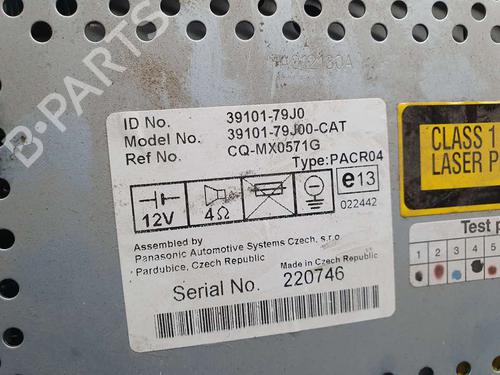 ID No. 39101-79J0
Model No. 39101-79J00-CAT
Ref No. CQ-MX0571G
Type:PACR04
12V
4Ω
e13
022442
Assembled by
Panasonic Automotive Systems Czech, s.r.o
Pardubice, Czech Republic
Made in Czech Republic
Serial No. 220746
CLASS 1
LASER P
Test p
1 2 3 4 5
B-PARTS